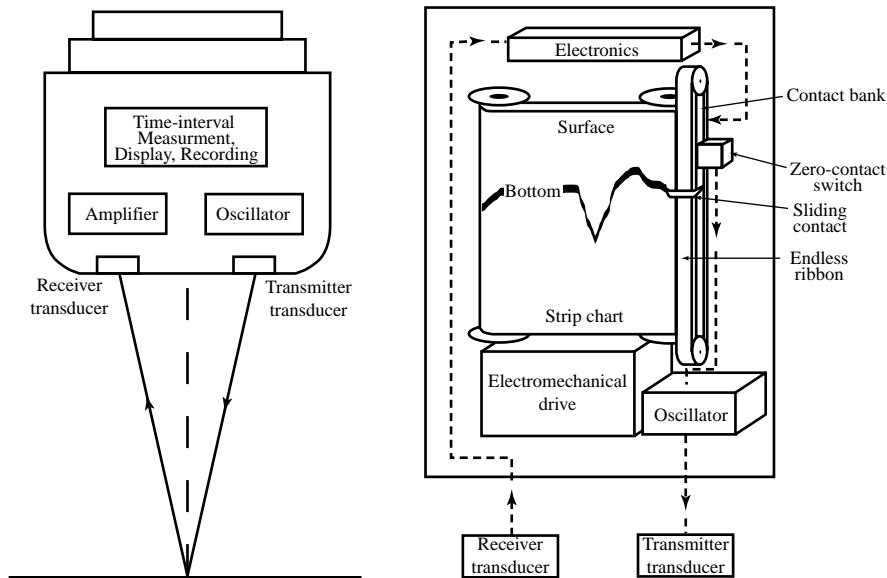 Time-interval
Measurment,
Display, Recording
Amplifier
Oscillator
Receiver
transducer
Transmitter
transducer
Electronics
Contact bank
Surface
Zero-contact
switch
Bottom
Sliding
contact
Endless
ribbon
Strip chart
Electromechanical
drive
Oscillator
Receiver
transducer
Transmitter
transducer